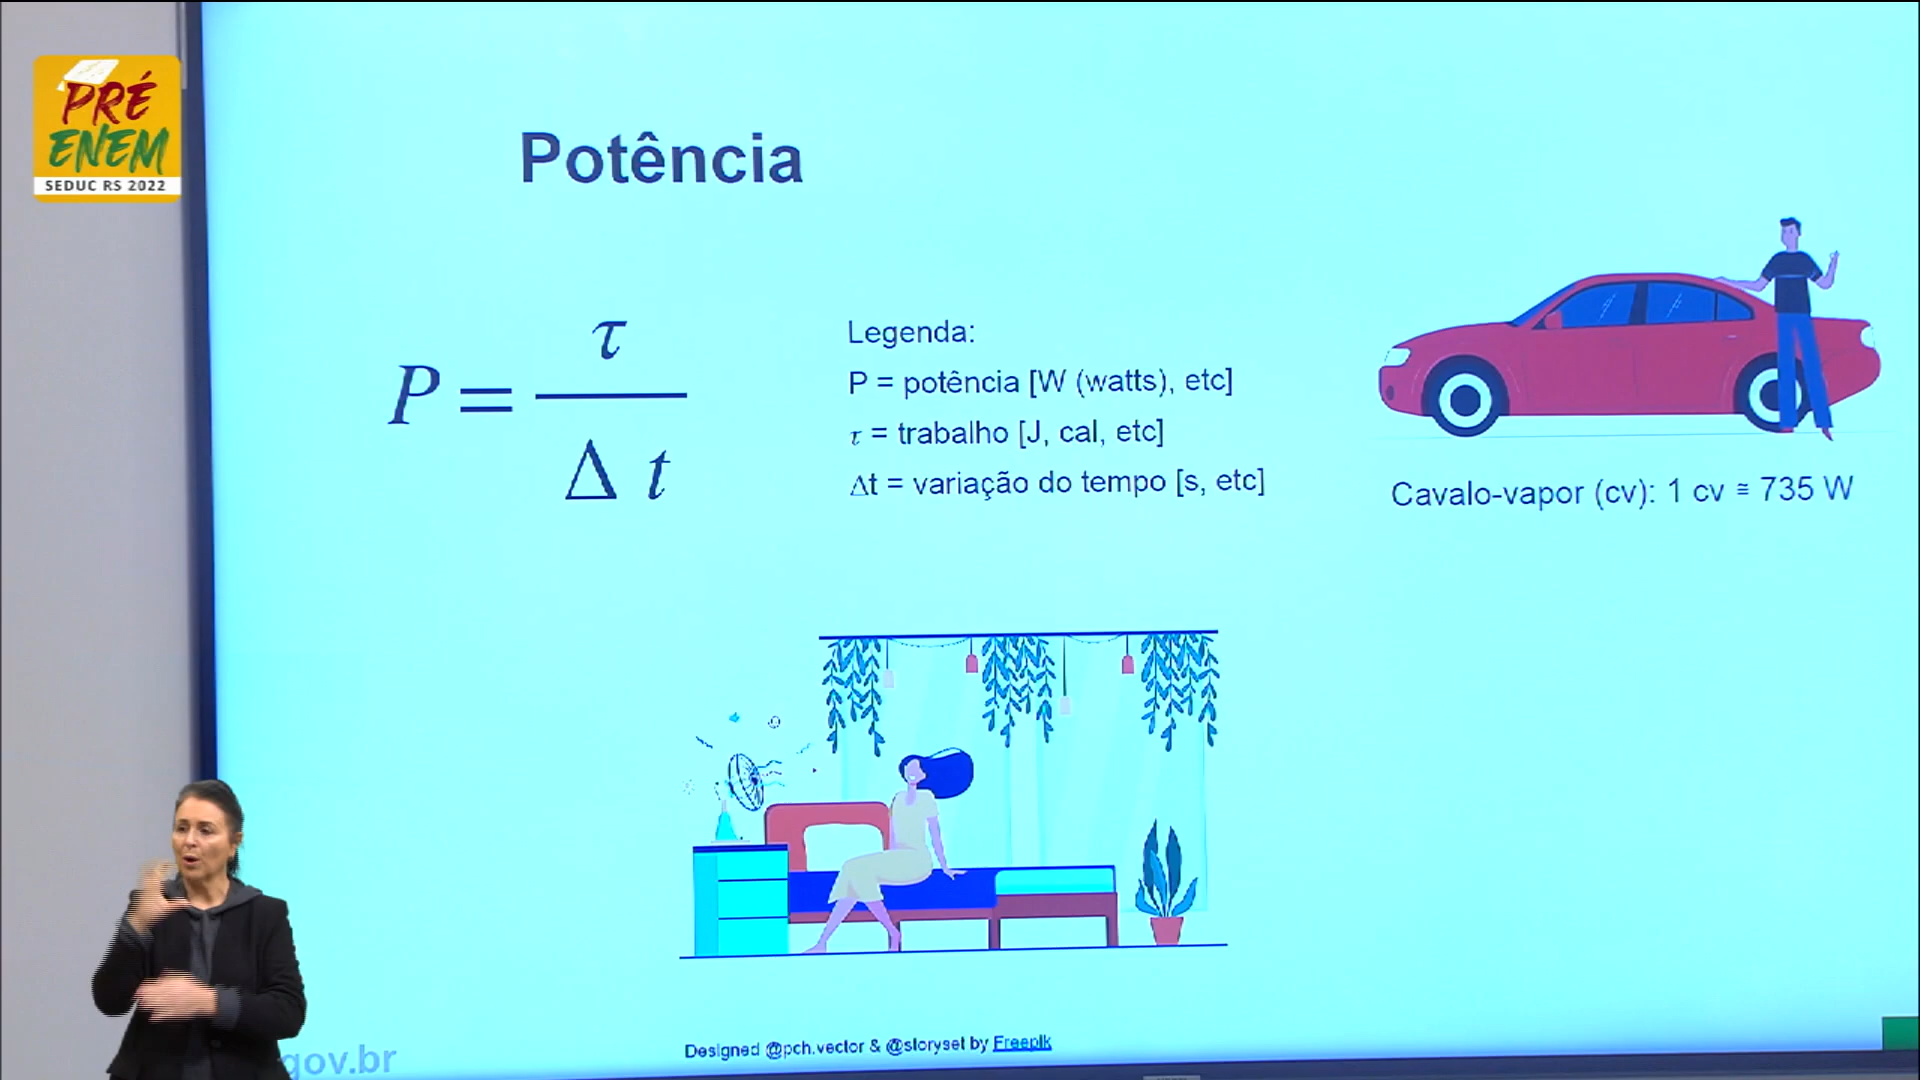 PRÉ
ENEM
SEDUC RS 2022
Potência
P = τ / Δ t
Legenda:
P = potência [W (watts), etc]
τ = trabalho [J, cal, etc]
Δt = variação do tempo [s, etc]
Cavalo-vapor (cv): 1 cv ≅ 735 W
Designed @pch.vector & @storyset by Freepik
gov.br